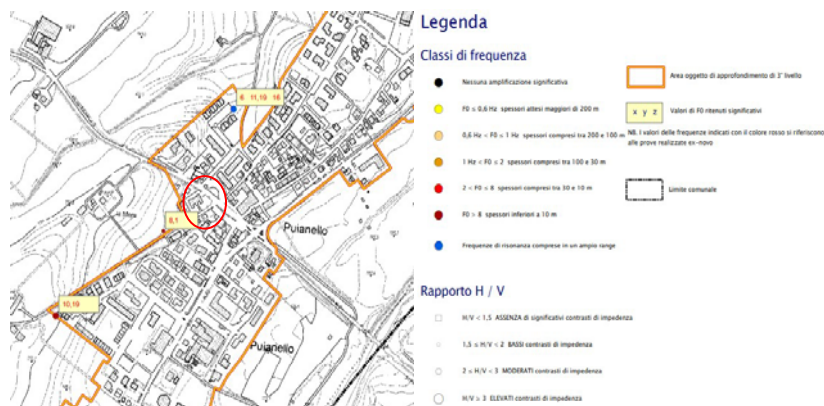 6 11,19 16
8,1
10,19
Puianello
Puianello
Legenda
Classi di frequenza
Nessuna amplificazione significativa
F0 ≤ 0,6 Hz spessori attesi maggiori di 200 m
0,6 Hz < F0 ≤ 1 Hz spessori compresi tra 200 e 100 m
1 Hz < F0 ≤ 2 spessori compresi tra 100 e 30 m
2 < F0 ≤ 8 spessori compresi tra 30 e 10 m
F0 > 8 spessori inferiori a 10 m
Frequenze di risonanza comprese in un ampio range
Area oggetto di approfondimento di 3° livello
x y z Valori di F0 ritenuti significativi
NB. I valori delle frequenze indicati con il colore rosso si riferiscono
alle prove realizzate ex-novo
Limite comunale
Rapporto H / V
H/V < 1,5 ASSENZA di significativi contrasti di impedenza
1,5 ≤ H/V < 2 BASSI contrasti di impedenza
2 ≤ H/V < 3 MODERATI contrasti di impedenza
H/V ≥ 3 ELEVATI contrasti di impedenza